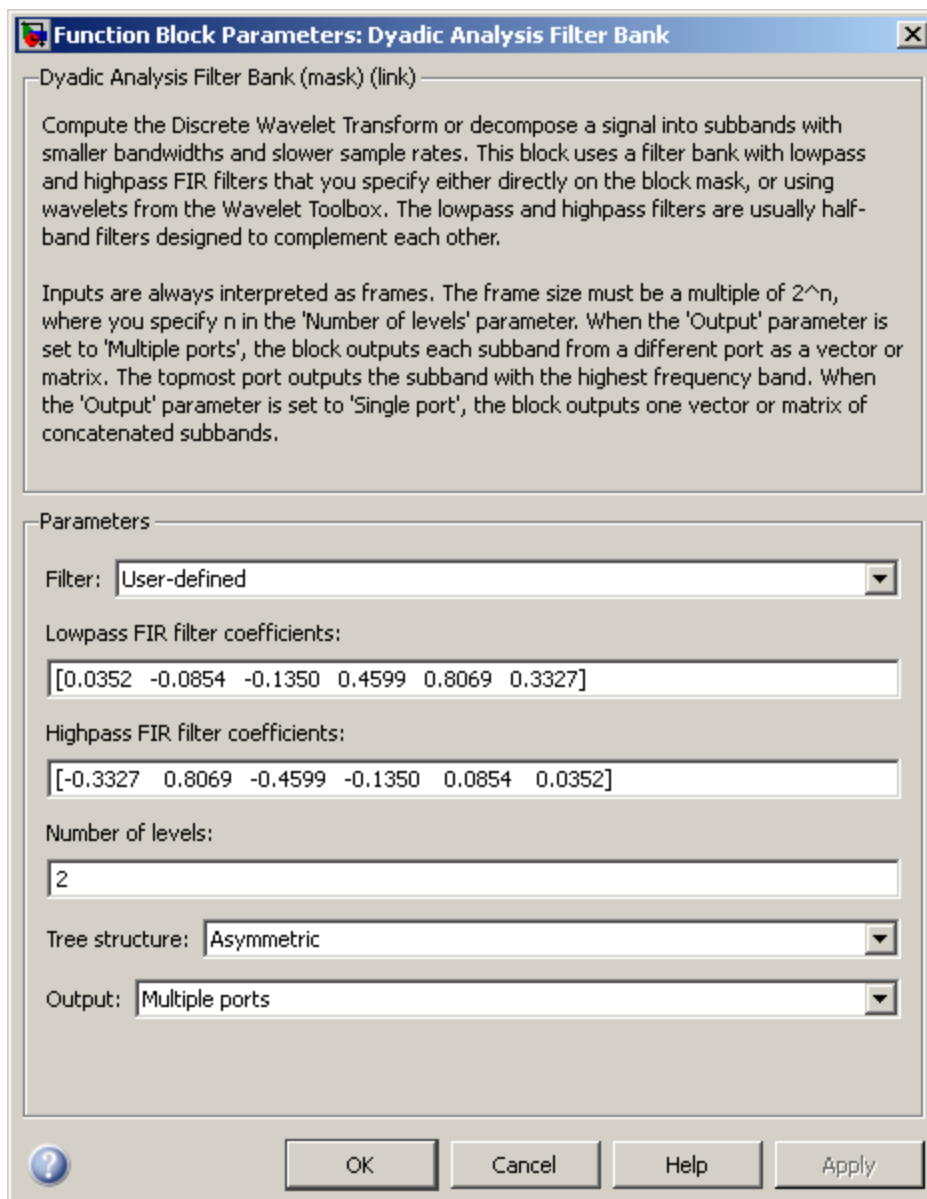 Function Block Parameters: Dyadic Analysis Filter Bank
Dyadic Analysis Filter Bank (mask) (link)
Compute the Discrete Wavelet Transform or decompose a signal into subbands with
smaller bandwidths and slower sample rates. This block uses a filter bank with lowpass
and highpass FIR filters that you specify either directly on the block mask, or using
wavelets from the Wavelet Toolbox. The lowpass and highpass filters are usually half-
band filters designed to complement each other.
Inputs are always interpreted as frames. The frame size must be a multiple of 2^n,
where you specify n in the 'Number of levels' parameter. When the 'Output' parameter is
set to 'Multiple ports', the block outputs each subband from a different port as a vector or
matrix. The topmost port outputs the subband with the highest frequency band. When
the 'Output' parameter is set to 'Single port', the block outputs one vector or matrix of
concatenated subbands.
Parameters
Filter: User-defined
Lowpass FIR filter coefficients:
[0.0352 -0.0854 -0.1350 0.4599 0.8069 0.3327]
Highpass FIR filter coefficients:
[-0.3327 0.8069 -0.4599 -0.1350 0.0854 0.0352]
Number of levels:
2
Tree structure: Asymmetric
Output: Multiple ports
? OK Cancel Help Apply